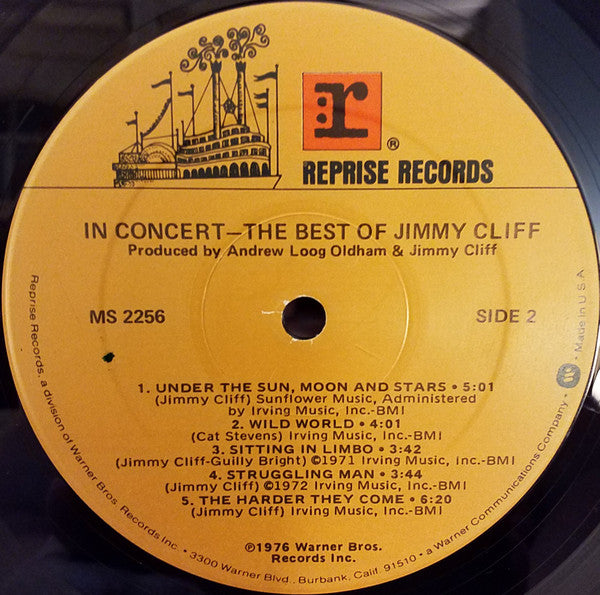 r
®
REPRISE RECORDS
IN CONCERT—THE BEST OF JIMMY CLIFF
Produced by Andrew Loog Oldham & Jimmy Cliff
MS 2256
SIDE 2
1. UNDER THE SUN, MOON AND STARS • 5:01
(Jimmy Cliff) Sunflower Music, Administered
by Irving Music, Inc.-BMI
2. WILD WORLD • 4:01
(Cat Stevens) Irving Music, Inc.-BMI
3. SITTING IN LIMBO • 3:42
(Jimmy Cliff-Guilly Bright) ©1971 Irving Music, Inc.-BMI
4. STRUGGLING MAN • 3:44
(Jimmy Cliff) ©1972 Irving Music, Inc.-BMI
5. THE HARDER THEY COME • 6:20
(Jimmy Cliff) Irving Music, Inc.-BMI
℗1976 Warner Bros.
Records Inc.
Reprise Records, a division of Warner Bros. Records Inc. • 3300 Warner Blvd., Burbank, Calif. 91510 • a Warner Communications Company • W • Made in U.S.A.